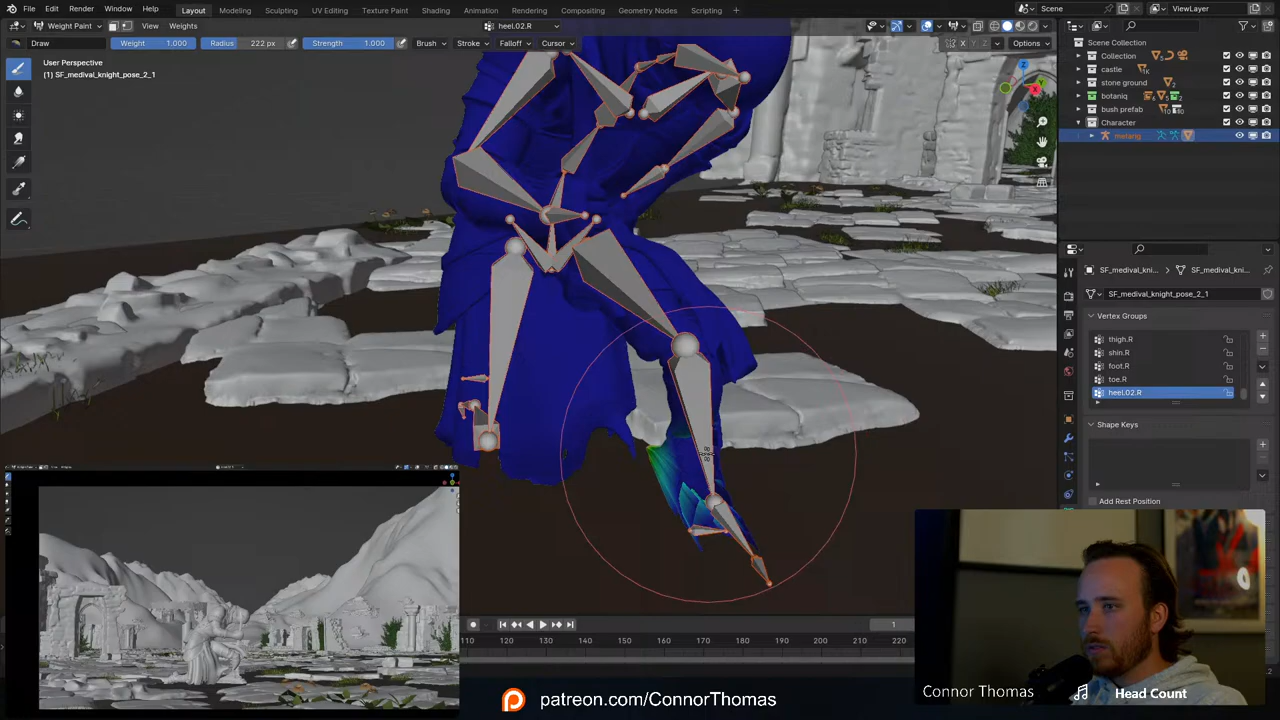 File Edit Render Window Help
Layout Modeling Sculpting UV Editing Texture Paint Shading Animation Rendering Compositing Geometry Nodes Scripting +
Scene
ViewLayer
Weight Paint View Weights
heel.02.R
Draw Weight 1.000 Radius 222 px Strength 1.000 Brush Stroke Falloff Cursor
X Y Z Options
User Perspective
(1) SF_medival_knight_pose_2_1
Scene Collection
Collection
castle
stone ground
botaniq
bush prefab
Character
metarig
SF_medival_kni... SF_medival_knight...
SF_medival_knight_pose_2_1
Vertex Groups
thigh.R
shin.R
foot.R
toe.R
heel.02.R
Shape Keys
Add Rest Position
1
110 120 130 140 150 160 170 180 190 200 210 220
patreon.com/ConnorThomas
Connor Thomas
Head Count